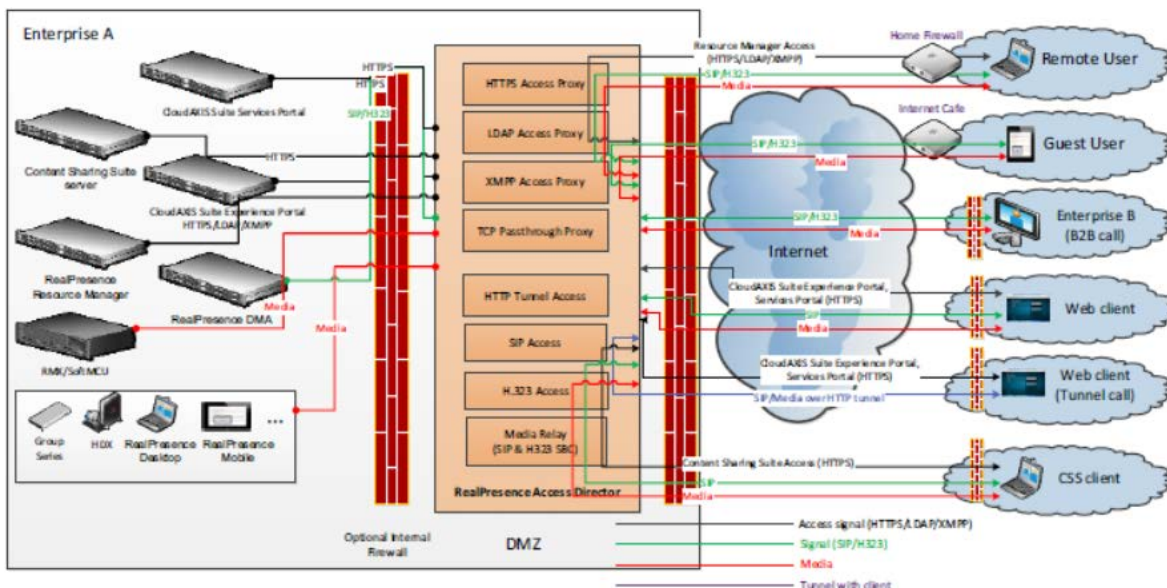 Enterprise A
HTTPS
HTTPS
SIP/H323
CloudAXIS Suite Services Portal
HTTPS
Content Sharing Suite
server
CloudAXIS Suite Experience Portal
HTTPS/LDAP/XMPP
RealPresence
Resource Manager
RealPresence DMA
Media
Media
RMX/Soft MCU
Group
Series
HDX
RealPresence
Desktop
RealPresence
Mobile
...
Optional Internal
Firewall
HTTPS Access Proxy
LDAP Access Proxy
XMPP Access Proxy
TCP Passthrough Proxy
HTTP Tunnel Access
SIP Access
H.323 Access
Media Relay
(SIP & H323 SBC)
RealPresence Access Director
DMZ
Resource Manager Access
(HTTPS/LDAP/XMPP)
SIP/H323
Media
Home Firewall
Remote User
Internet Cafe
SIP/H323
Media
Guest User
SIP/H323
Media
Enterprise B
(B2B call)
Internet
CloudAXIS Suite Experience Portal,
Services Portal (HTTPS)
SIP
Media
Web client
CloudAXIS Suite Experience Portal,
Services Portal (HTTPS)
SIP/Media over HTTP tunnel
Web client
(Tunnel call)
Content Sharing Suite Access (HTTPS)
SIP
Media
CSS client
Access signal (HTTPS/LDAP/XMPP)
Signal (SIP/H323)
Media
Tunnel with client